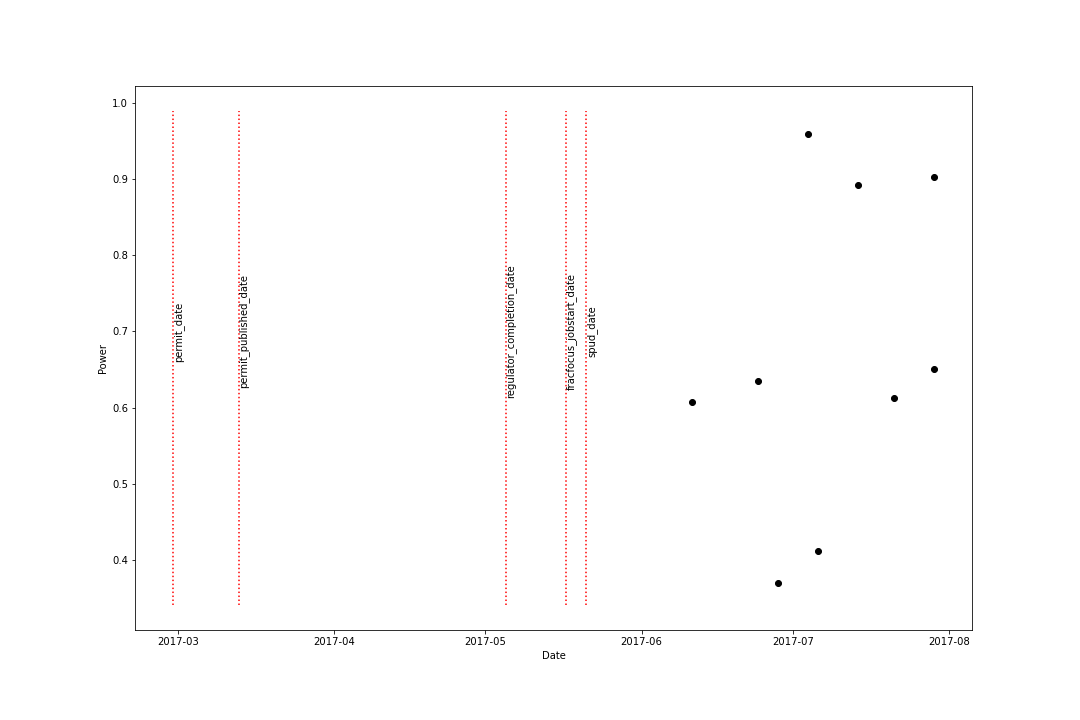 1.0
0.9
0.8
0.7
0.6
0.5
0.4
Power
permit_date
permit_published_date
regulator_completion_date
fracfocus_jobstart_date
spud_date
2017-03
2017-04
2017-05
2017-06
2017-07
2017-08
Date